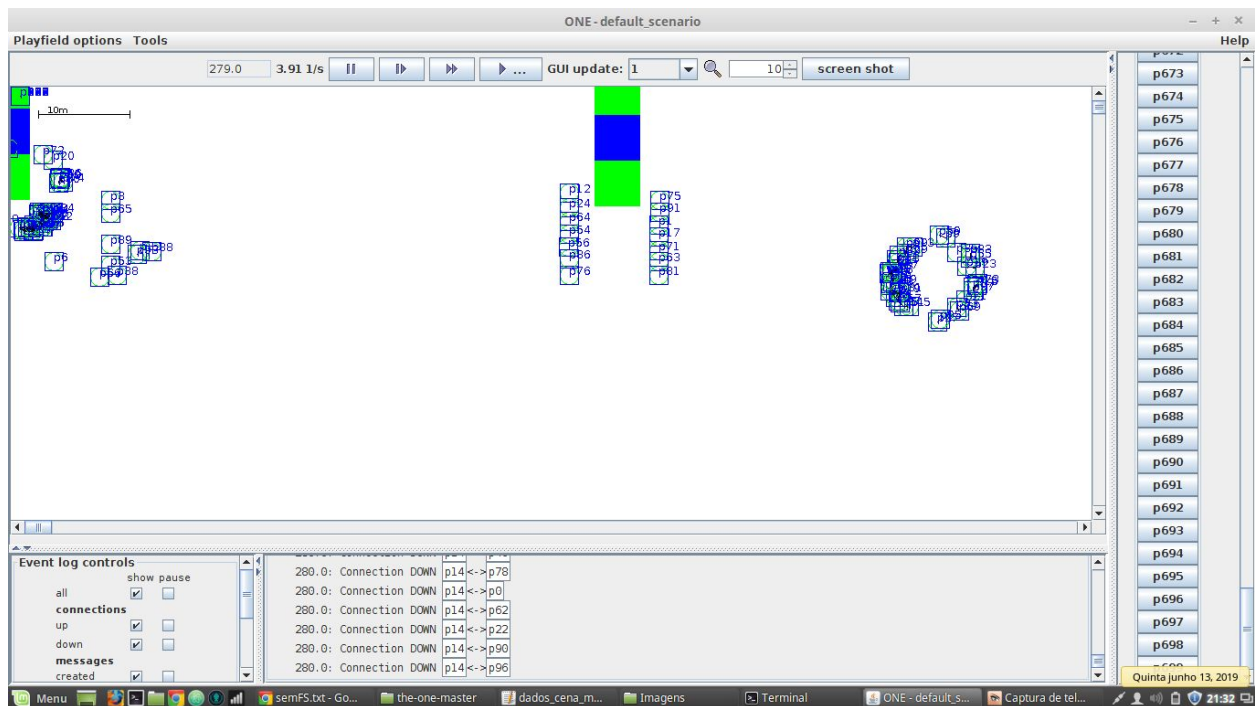 ONE - default_scenario
Playfield options Tools Help
279.0 3.91 1/s ... GUI update: 1 10 screen shot
10m
p20
p3
p65
p89
p6
p12
p24
p64
p54
p56
p86
p76
p75
p91
p1
p17
p71
p63
p81
p673
p674
p675
p676
p677
p678
p679
p680
p681
p682
p683
p684
p685
p686
p687
p688
p689
p690
p691
p692
p693
p694
p695
p696
p697
p698
Event log controls
show pause
all
connections
up
down
messages
created
280.0: Connection DOWN p14<->p78
280.0: Connection DOWN p14<->p0
280.0: Connection DOWN p14<->p62
280.0: Connection DOWN p14<->p22
280.0: Connection DOWN p14<->p90
280.0: Connection DOWN p14<->p96
Quinta junho 13, 2019
Menu semFS.txt - Go... the-one-master dados_cena_m... Imagens Terminal ONE - default_s... Captura de tel... 21:32